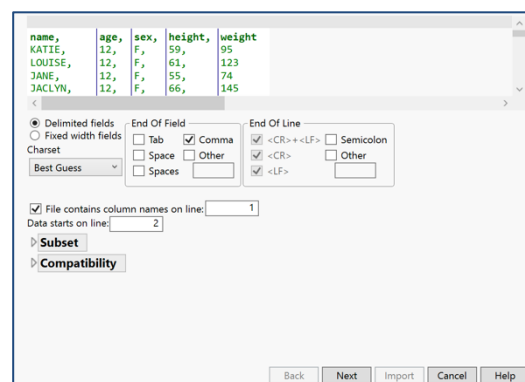 name, age, sex, height, weight
KATIE, 12, F, 59, 95
LOUISE, 12, F, 61, 123
JANE, 12, F, 55, 74
JACLYN, 12, F, 66, 145
Delimited fields
Fixed width fields
Charset
Best Guess
End Of Field
Tab Comma
Space Other
Spaces
End Of Line
<CR>+<LF> Semicolon
<CR> Other
<LF>
File contains column names on line: 1
Data starts on line: 2
Subset
Compatibility
Back Next Import Cancel Help